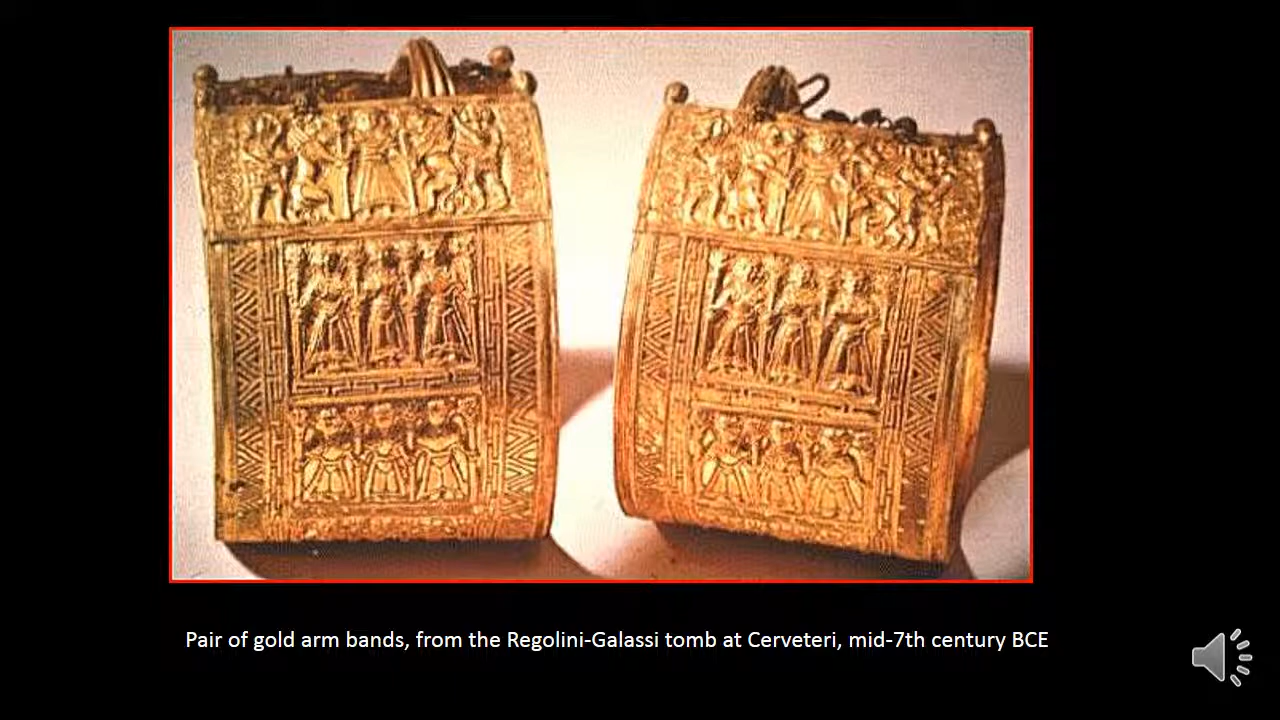 Pair of gold arm bands, from the Regolini-Galassi tomb at Cerveteri, mid-7th century BCE